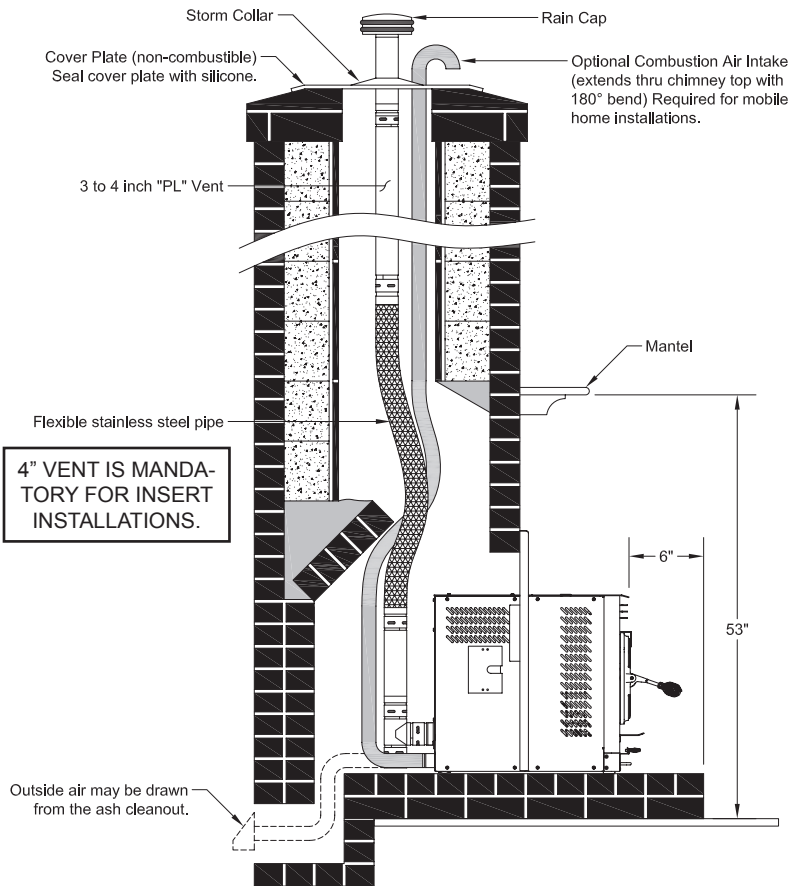 Storm Collar
Rain Cap
Cover Plate (non-combustible)
Seal cover plate with silicone.
Optional Combustion Air Intake
(extends thru chimney top with
180° bend) Required for mobile
home installations.
3 to 4 inch "PL" Vent
Mantel
Flexible stainless steel pipe
4” VENT IS MANDA-
TORY FOR INSERT
INSTALLATIONS.
6"
53"
Outside air may be drawn
from the ash cleanout.